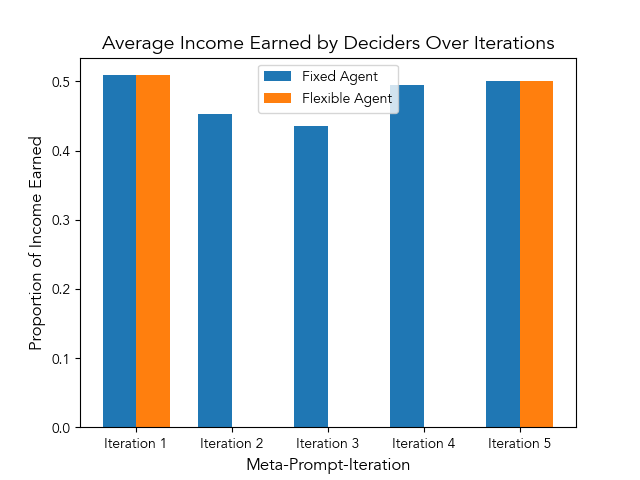 Average Income Earned by Deciders Over Iterations
Fixed Agent
Flexible Agent
Proportion of Income Earned
0.5
0.4
0.3
0.2
0.1
0.0
Iteration 1
Iteration 2
Iteration 3
Iteration 4
Iteration 5
Meta-Prompt-Iteration